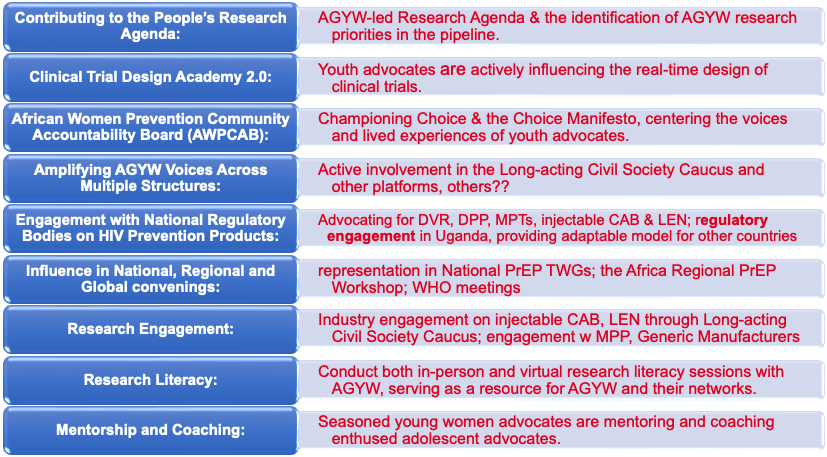 Contributing to the People's Research
Agenda:
AGYW-led Research Agenda & the identification of AGYW research
priorities in the pipeline.
Clinical Trial Design Academy 2.0:
Youth advocates are actively influencing the real-time design of
clinical trials.
African Women Prevention Community
Accountability Board (AWPCAB):
Championing Choice & the Choice Manifesto, centering the voices
and lived experiences of youth advocates.
Amplifying AGYW Voices Across
Multiple Structures:
Active involvement in the Long-acting Civil Society Caucus and
other platforms, others??
Engagement with National Regulatory
Bodies on HIV Prevention Products:
Advocating for DVR, DPP, MPTs, injectable CAB & LEN; regulatory
engagement in Uganda, providing adaptable model for other countries
Influence in National, Regional and
Global convenings:
representation in National PrEP TWGs; the Africa Regional PrEP
Workshop; WHO meetings
Research Engagement:
Industry engagement on injectable CAB, LEN through Long-acting
Civil Society Caucus; engagement w MPP, Generic Manufacturers
Research Literacy:
Conduct both in-person and virtual research literacy sessions with
AGYW, serving as a resource for AGYW and their networks.
Mentorship and Coaching:
Seasoned young women advocates are mentoring and coaching
enthused adolescent advocates.